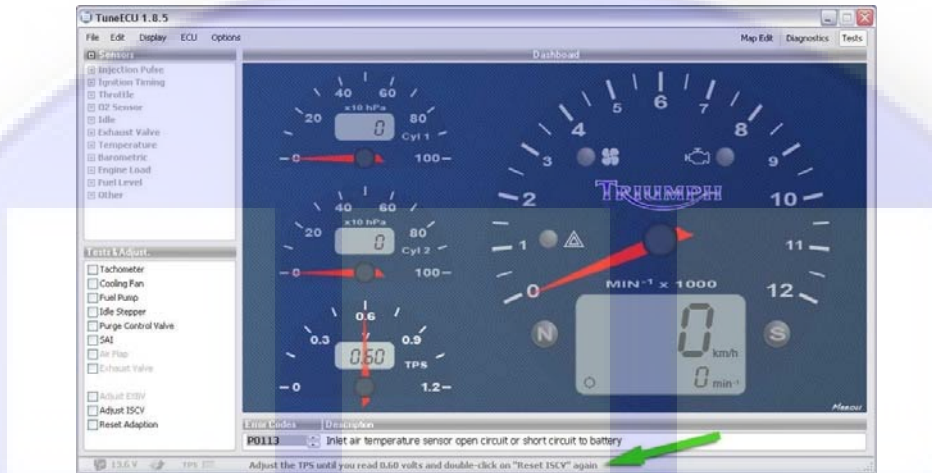 TuneECU 1.8.5
File Edit Display ECU Options Map Edit Diagnostics Tests
Sensors
Injection Pulse
Ignition Timing
Throttle
O2 Sensor
Idle
Exhaust Valve
Temperature
Barometric
Engine Load
Fuel Level
Other
Tests & Adjust.
Tachometer
Cooling Fan
Fuel Pump
Idle Stepper
Purge Control Valve
SAI
Air Flap
Exhaust Valve
Adjust EXBV
Adjust ISCV
Reset Adaption
Dashboard
0 20 40 60 80 100
x10 hPa
0
Cyl 1
0 20 40 60 80 100
x10 hPa
0
Cyl 2
0 0.3 0.6 0.9 1.2
V
0.60
TPS
0 1 2 3 4 5 6 7 8 9 10 11 12
TRIUMPH
MIN-1 x 1000
N
0
km/h
0 min-1
S
Error Codes Description
P0113 Inlet air temperature sensor open circuit or short circuit to battery
13.6 V TPS Adjust the TPS until you read 0.60 volts and double-click on "Reset ISCV" again